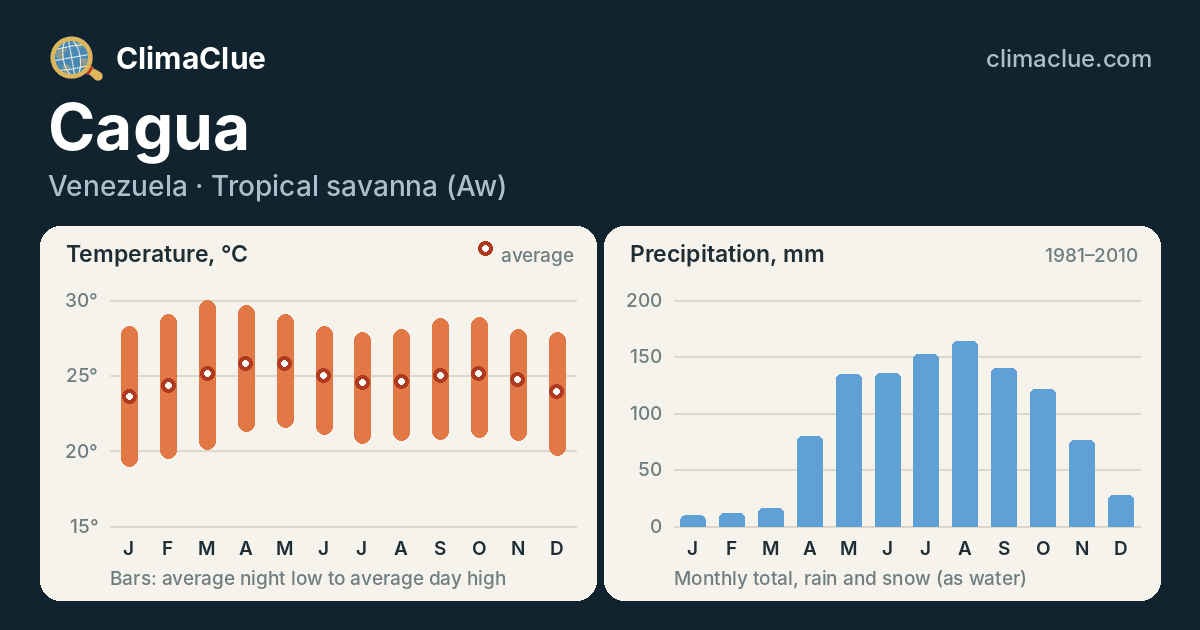 ClimaClue
climaclue.com
Cagua
Venezuela · Tropical savanna (Aw)
Temperature, °C
average
30°
25°
20°
15°
J F M A M J J A S O N D
Bars: average night low to average day high
Precipitation, mm
1981–2010
200
150
100
50
0
J F M A M J J A S O N D
Monthly total, rain and snow (as water)